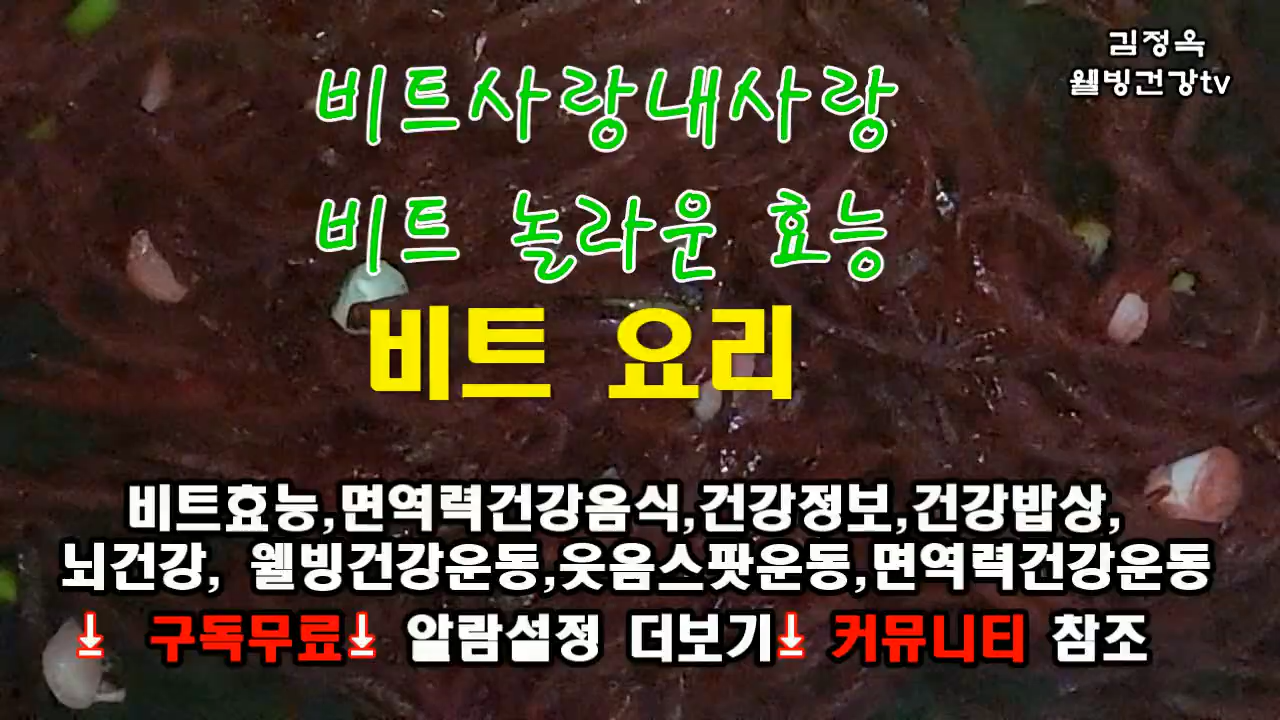 김정옥
웰빙건강tv
비트사랑내사랑
비트 놀라운 효능
비트 요리
비트효능,면역력건강음식,건강정보,건강밥상,
뇌건강, 웰빙건강운동,웃음스팟운동,면역력건강운동
↓ 구독무료↓ 알람설정 더보기↓ 커뮤니티 참조